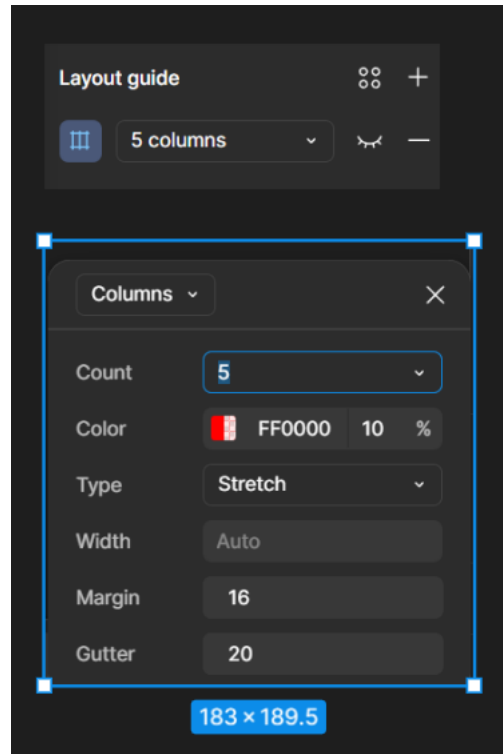 Layout guide
5 columns
Columns
Count 5
Color FF0000 10 %
Type Stretch
Width Auto
Margin 16
Gutter 20
183 × 189.5